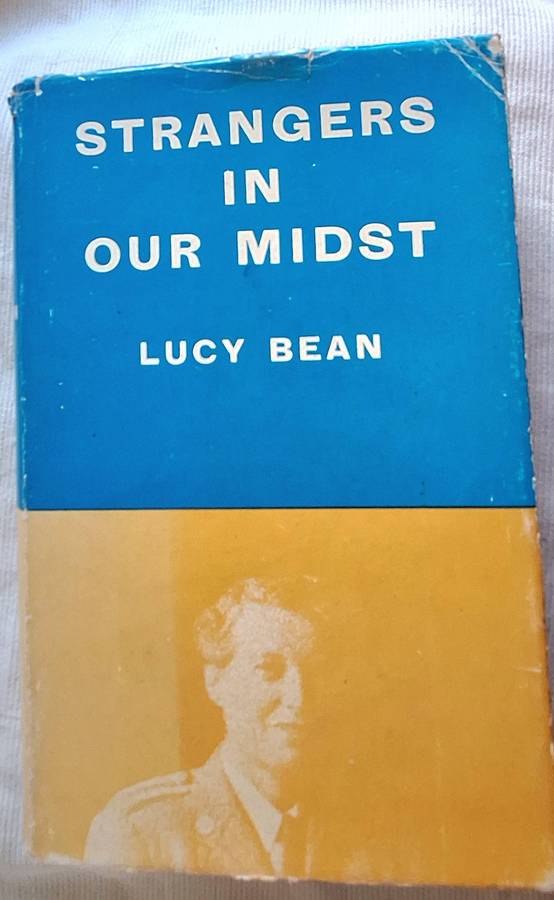 STRANGERS
IN
OUR MIDST
LUCY BEAN